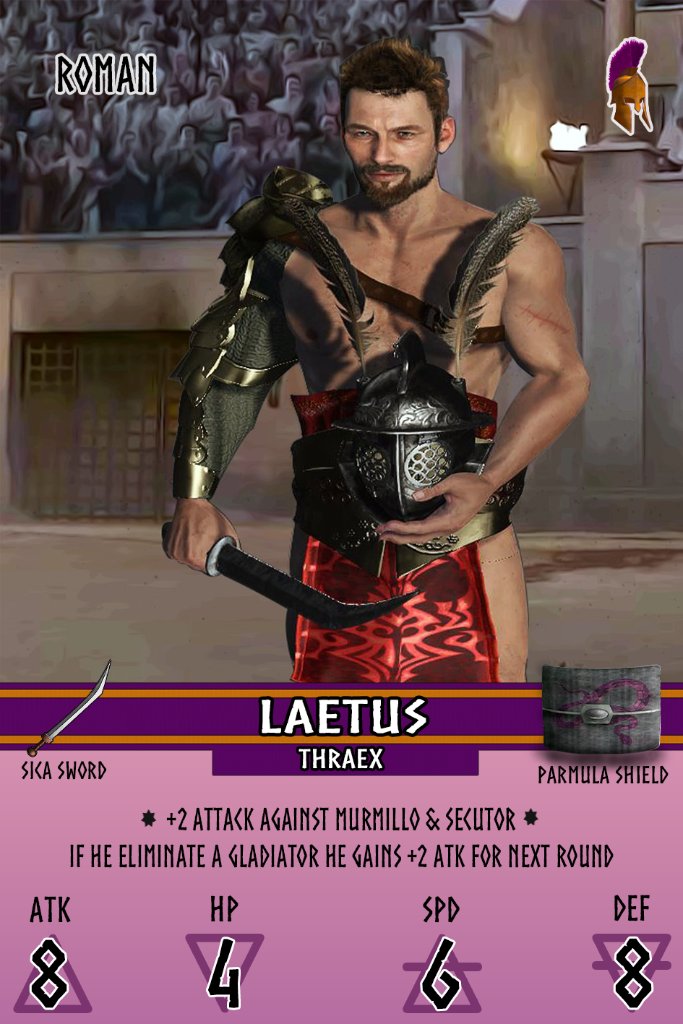 ROMAN
LAETUS
THRAEX
SICA SWORD
PARMULA SHIELD
+2 ATTACK AGAINST MURMILLO & SECUTOR
IF HE ELIMINATE A GLADIATOR HE GAINS +2 ATK FOR NEXT ROUND
ATK HP SPD DEF
8 4 6 8